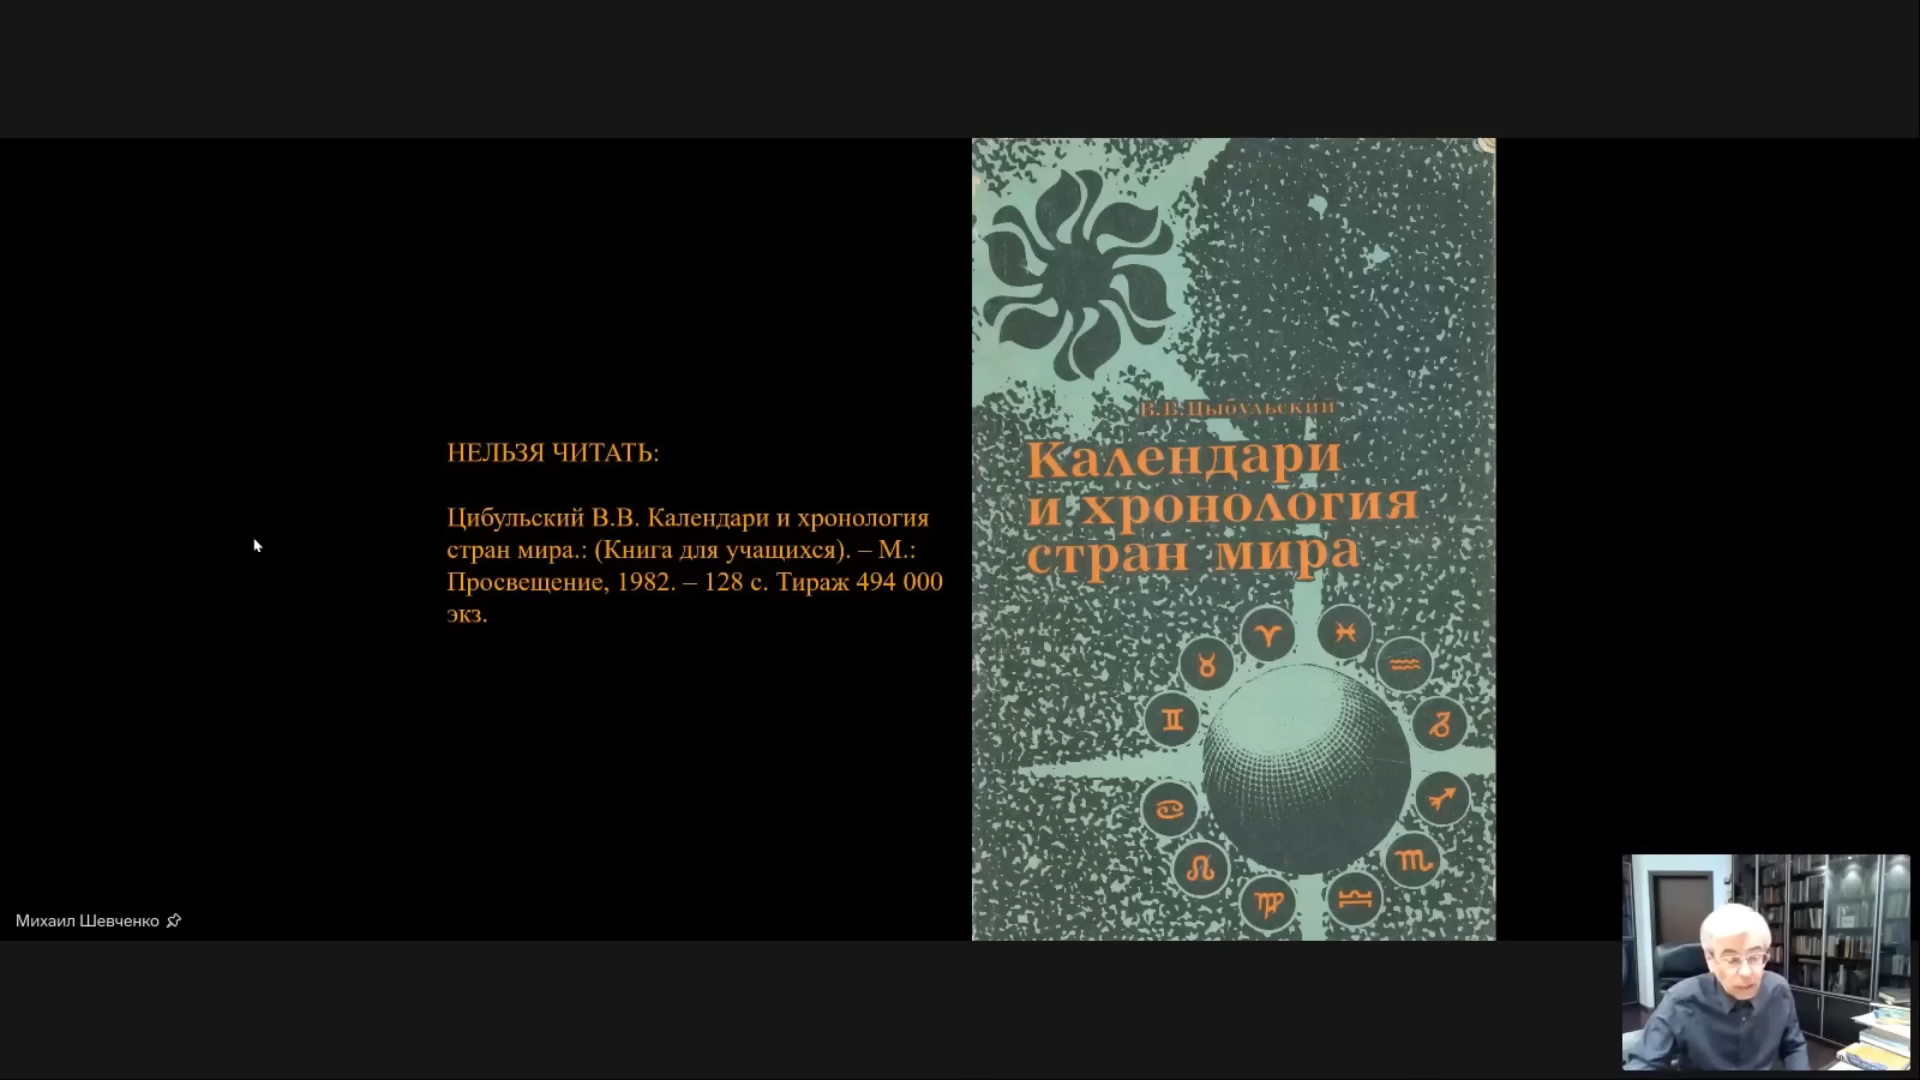 НЕЛЬЗЯ ЧИТАТЬ:
Цибульский В.В. Календари и хронология
стран мира.: (Книга для учащихся). – М.:
Просвещение, 1982. – 128 с. Тираж 494 000
экз.
В.В.Цыбульский
Календари
и хронология
стран мира
Михаил Шевченко